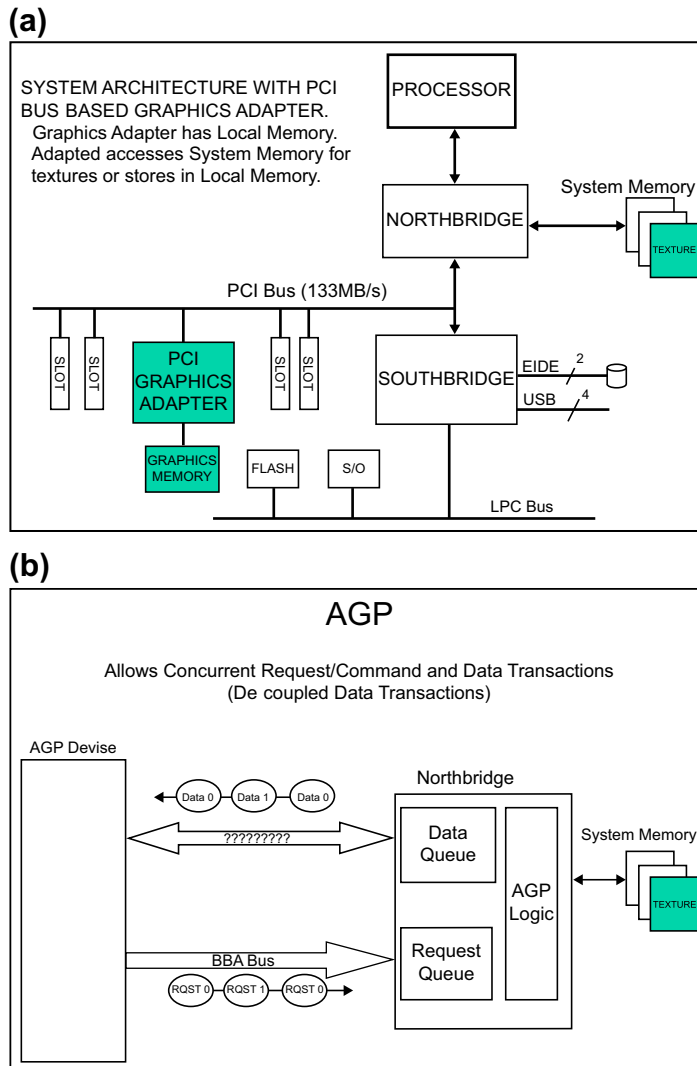 (a)
SYSTEM ARCHITECTURE WITH PCI
BUS BASED GRAPHICS ADAPTER.
Graphics Adapter has Local Memory.
Adapted accesses System Memory for
textures or stores in Local Memory.
PROCESSOR
NORTHBRIDGE
System Memory
TEXTURE
PCI Bus (133MB/s)
SLOT
SLOT
PCI
GRAPHICS
ADAPTER
SLOT
SLOT
GRAPHICS
MEMORY
SOUTHBRIDGE
EIDE
2
USB
4
FLASH
S/O
LPC Bus
(b)
AGP
Allows Concurrent Request/Command and Data Transactions
(De coupled Data Transactions)
AGP Devise
Data 0
Data 1
Data 0
?????????
Northbridge
Data
Queue
AGP
Logic
Request
Queue
System Memory
TEXTURE
BBA Bus
RQST 0
RQST 1
RQST 0